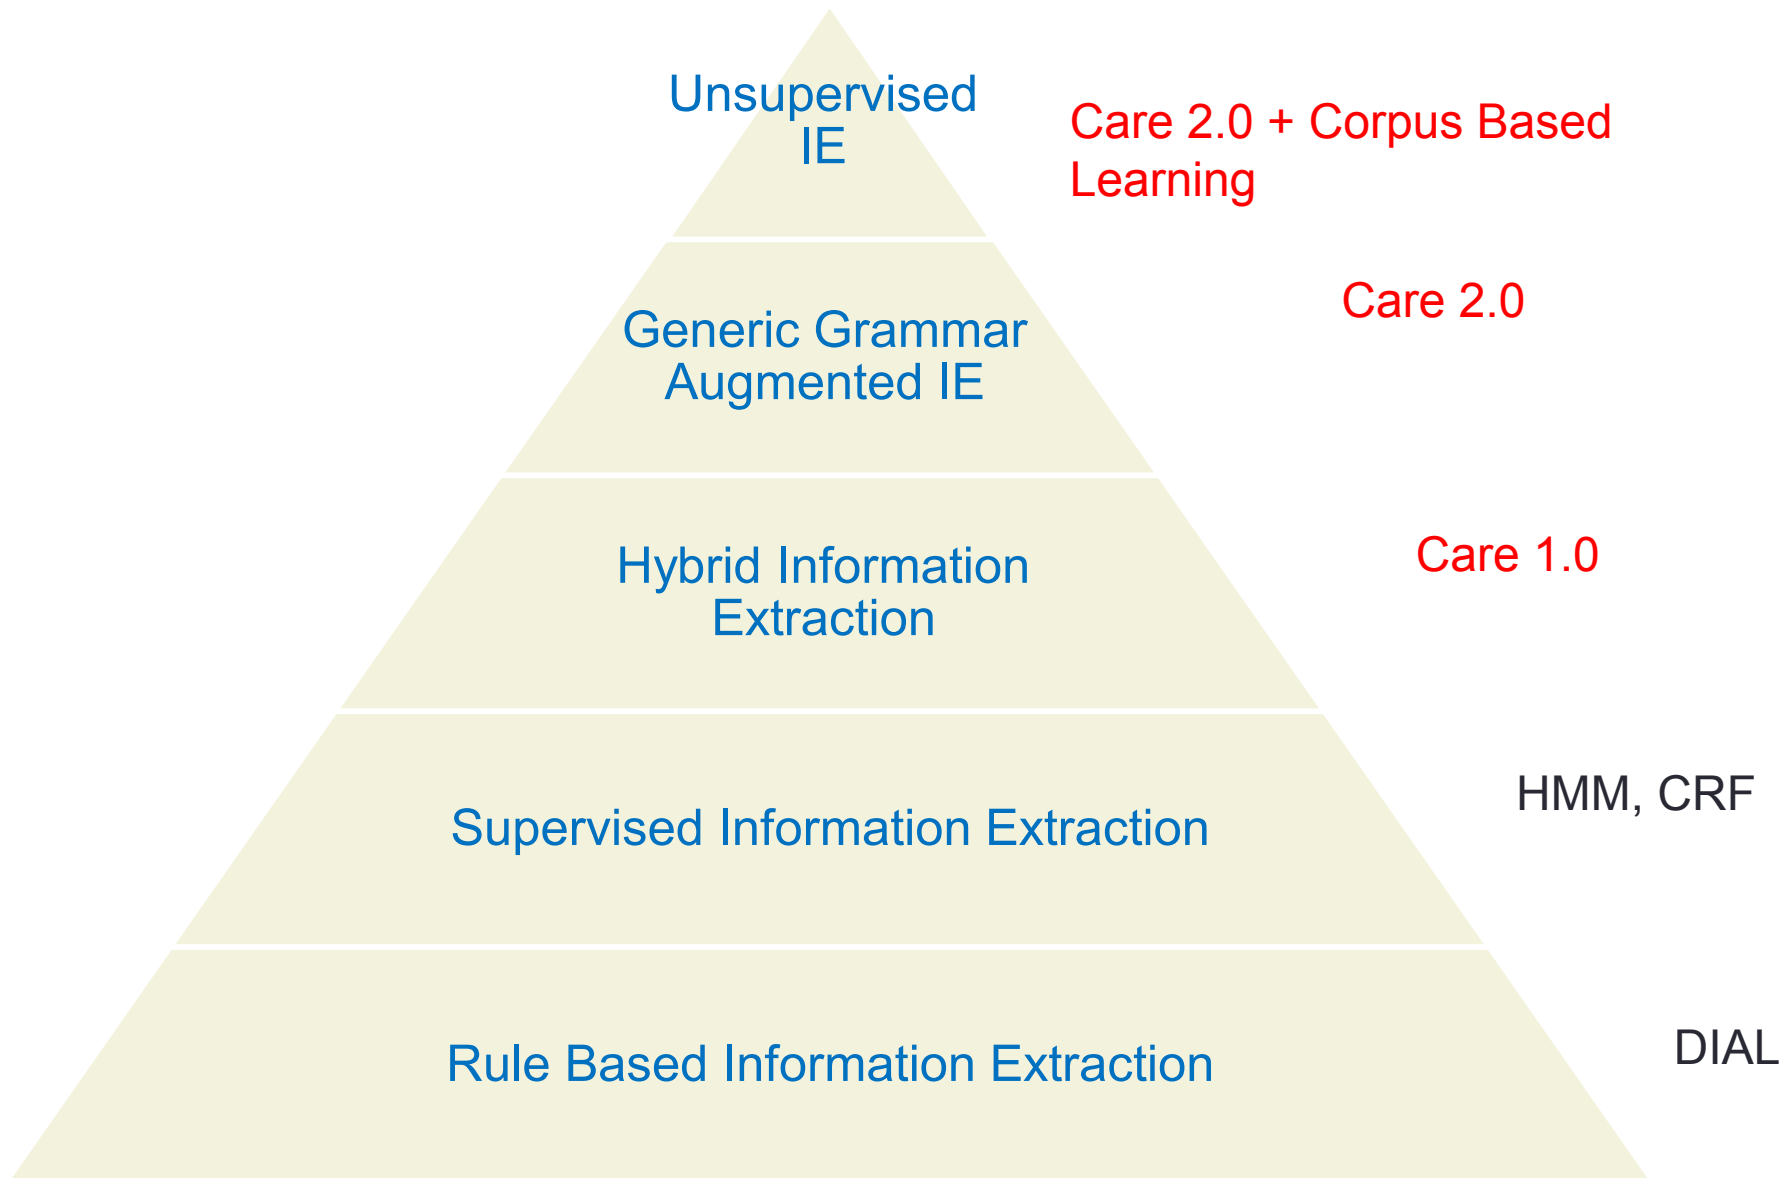 Unsupervised
IE
Care 2.0 + Corpus Based
Learning
Care 2.0
Generic Grammar
Augmented IE
Care 1.0
Hybrid Information
Extraction
HMM, CRF
Supervised Information Extraction
DIAL
Rule Based Information Extraction